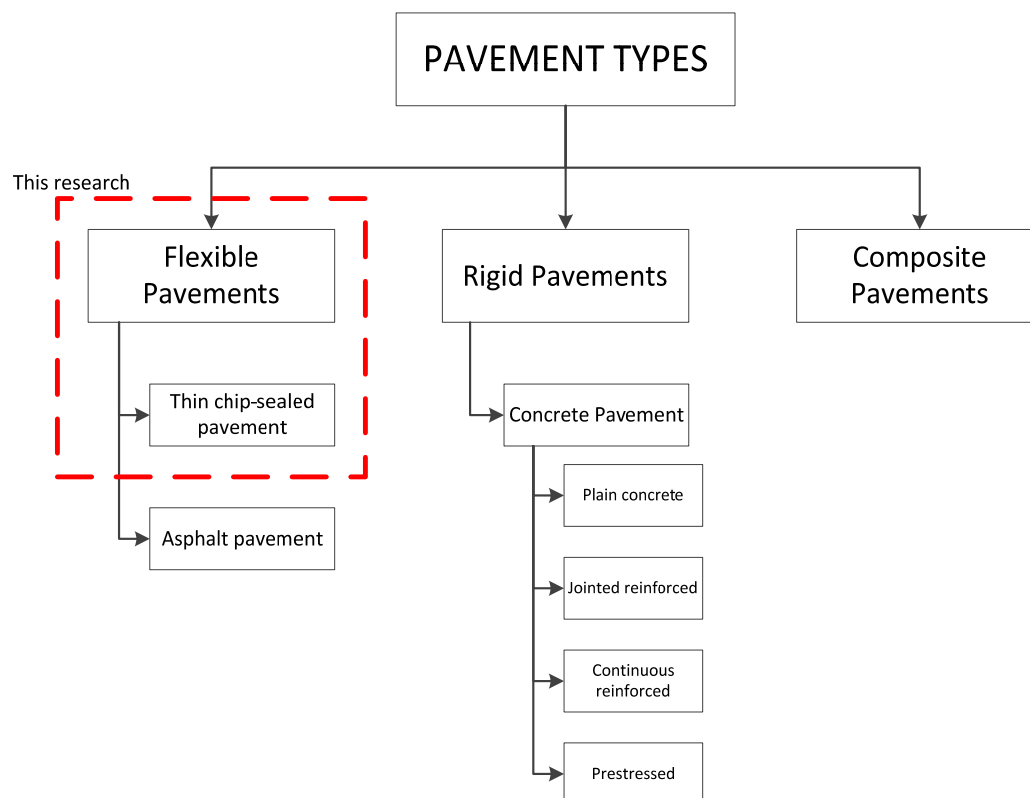 PAVEMENT TYPES
This research
Flexible
Pavements
Rigid Pavements
Composite
Pavements
Thin chip-sealed
pavement
Asphalt pavement
Concrete Pavement
Plain concrete
Jointed reinforced
Continuous
reinforced
Prestressed